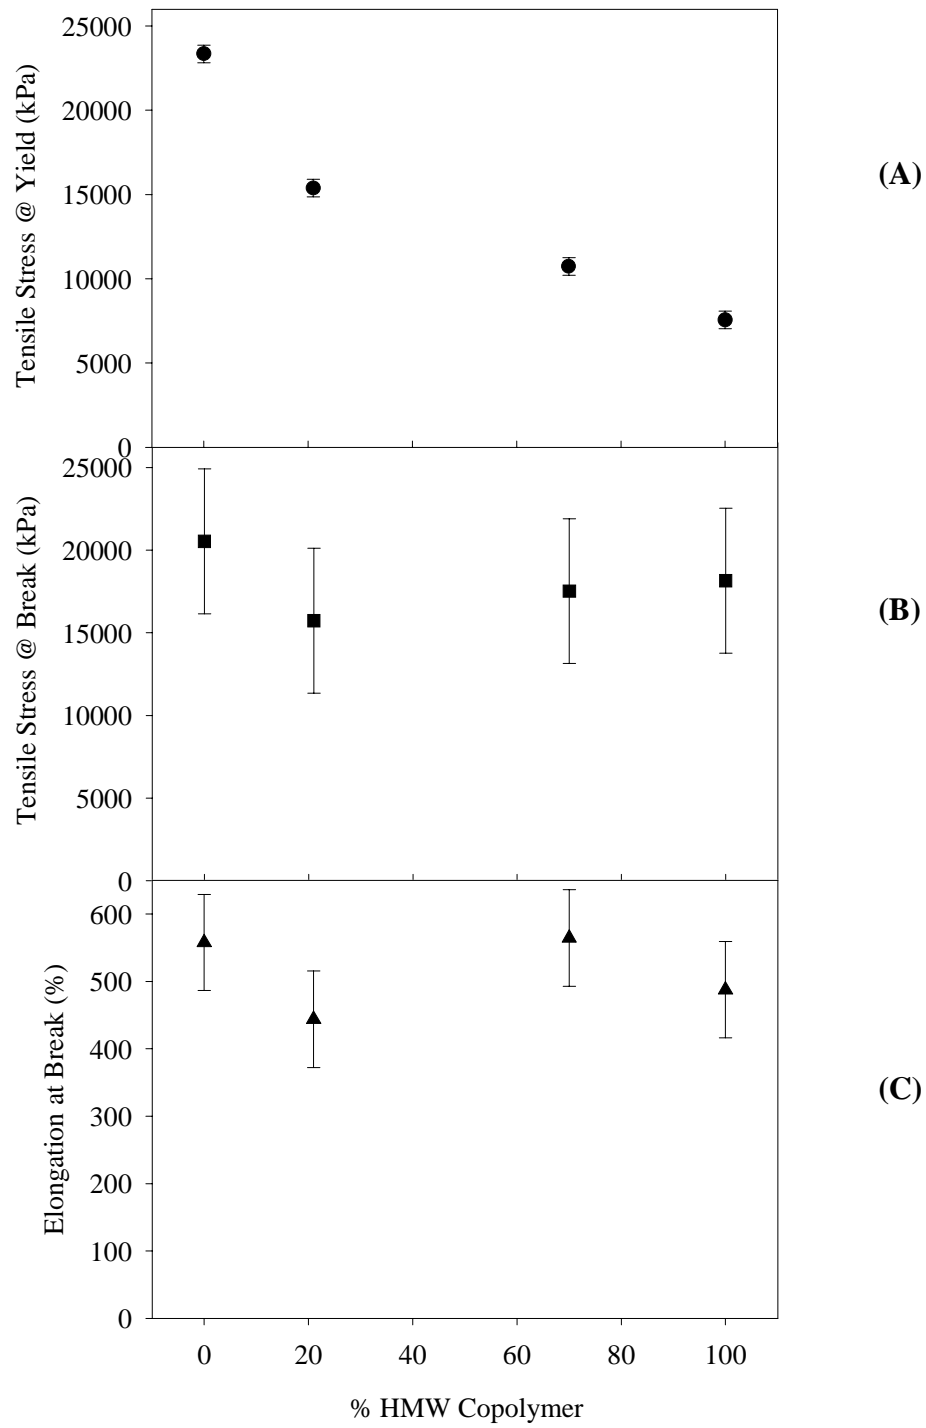 Tensile Stress @ Yield (kPa)
25000
20000
15000
10000
5000
0
(A)
Tensile Stress @ Break (kPa)
25000
20000
15000
10000
5000
0
(B)
Elongation at Break (%)
600
500
400
300
200
100
0
(C)
0 20 40 60 80 100
% HMW Copolymer